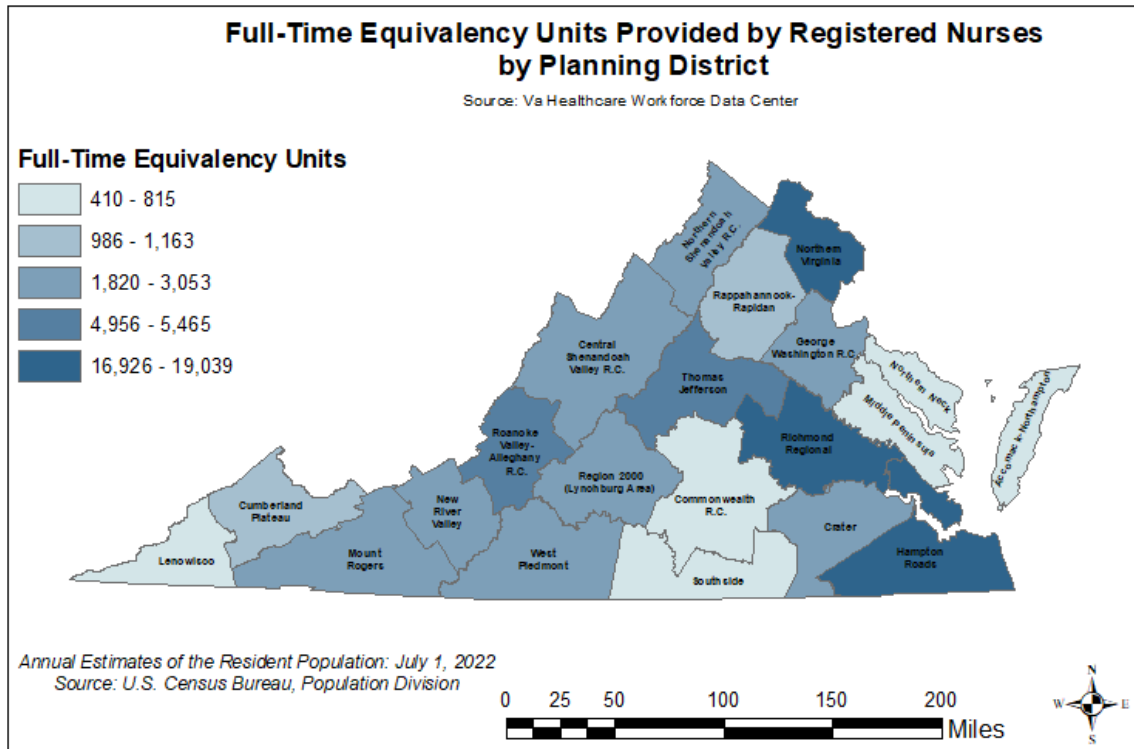 Full-Time Equivalency Units Provided by Registered Nurses
by Planning District
Source: Va Healthcare Workforce Data Center
Full-Time Equivalency Units
410 - 815
986 - 1,163
1,820 - 3,053
4,956 - 5,465
16,926 - 19,039
Northern
Shenandoah
Valley R.C.
Northern
Virginia
Rappahannock-
Rapidan
Central
Shenandoah
Valley R.C.
George
Washington R.C.
Northern Neck
Thomas
Jefferson
Middle Peninsula
Accomack-Northampton
Roanoke
Valley-
Alleghany
R.C.
Richmond
Regional
Region 2000
(Lynchburg Area)
Commonwealth
R.C.
Cumberland
Plateau
New
River
Valley
Crater
Lenowisco
Mount
Rogers
West
Piedmont
Hampton
Roads
Southside
Annual Estimates of the Resident Population: July 1, 2022
Source: U.S. Census Bureau, Population Division
0 25 50 100 150 200
Miles
N
W E
S